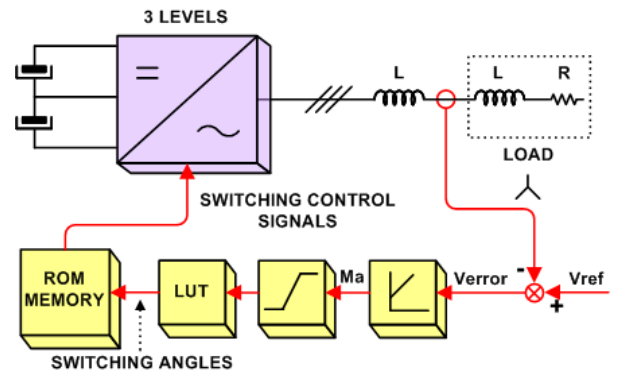 3 LEVELS
L
L
R
LOAD
SWITCHING CONTROL
SIGNALS
ROM
MEMORY
LUT
Ma
Verror
-
+
Vref
SWITCHING ANGLES